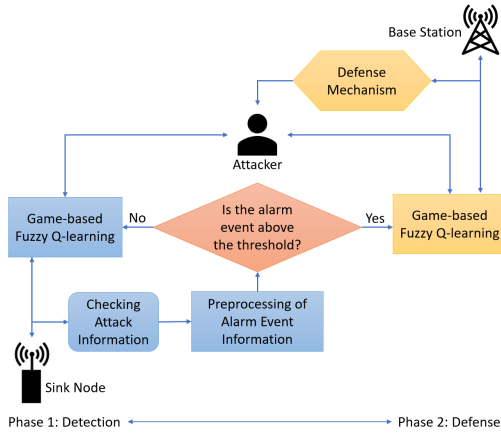 Base Station
Defense
Mechanism
Attacker
Game-based
Fuzzy Q-learning
No
Is the alarm
event above
the threshold?
Yes
Game-based
Fuzzy Q-learning
Checking
Attack
Information
Preprocessing of
Alarm Event
Information
Sink Node
Phase 1: Detection
Phase 2: Defense